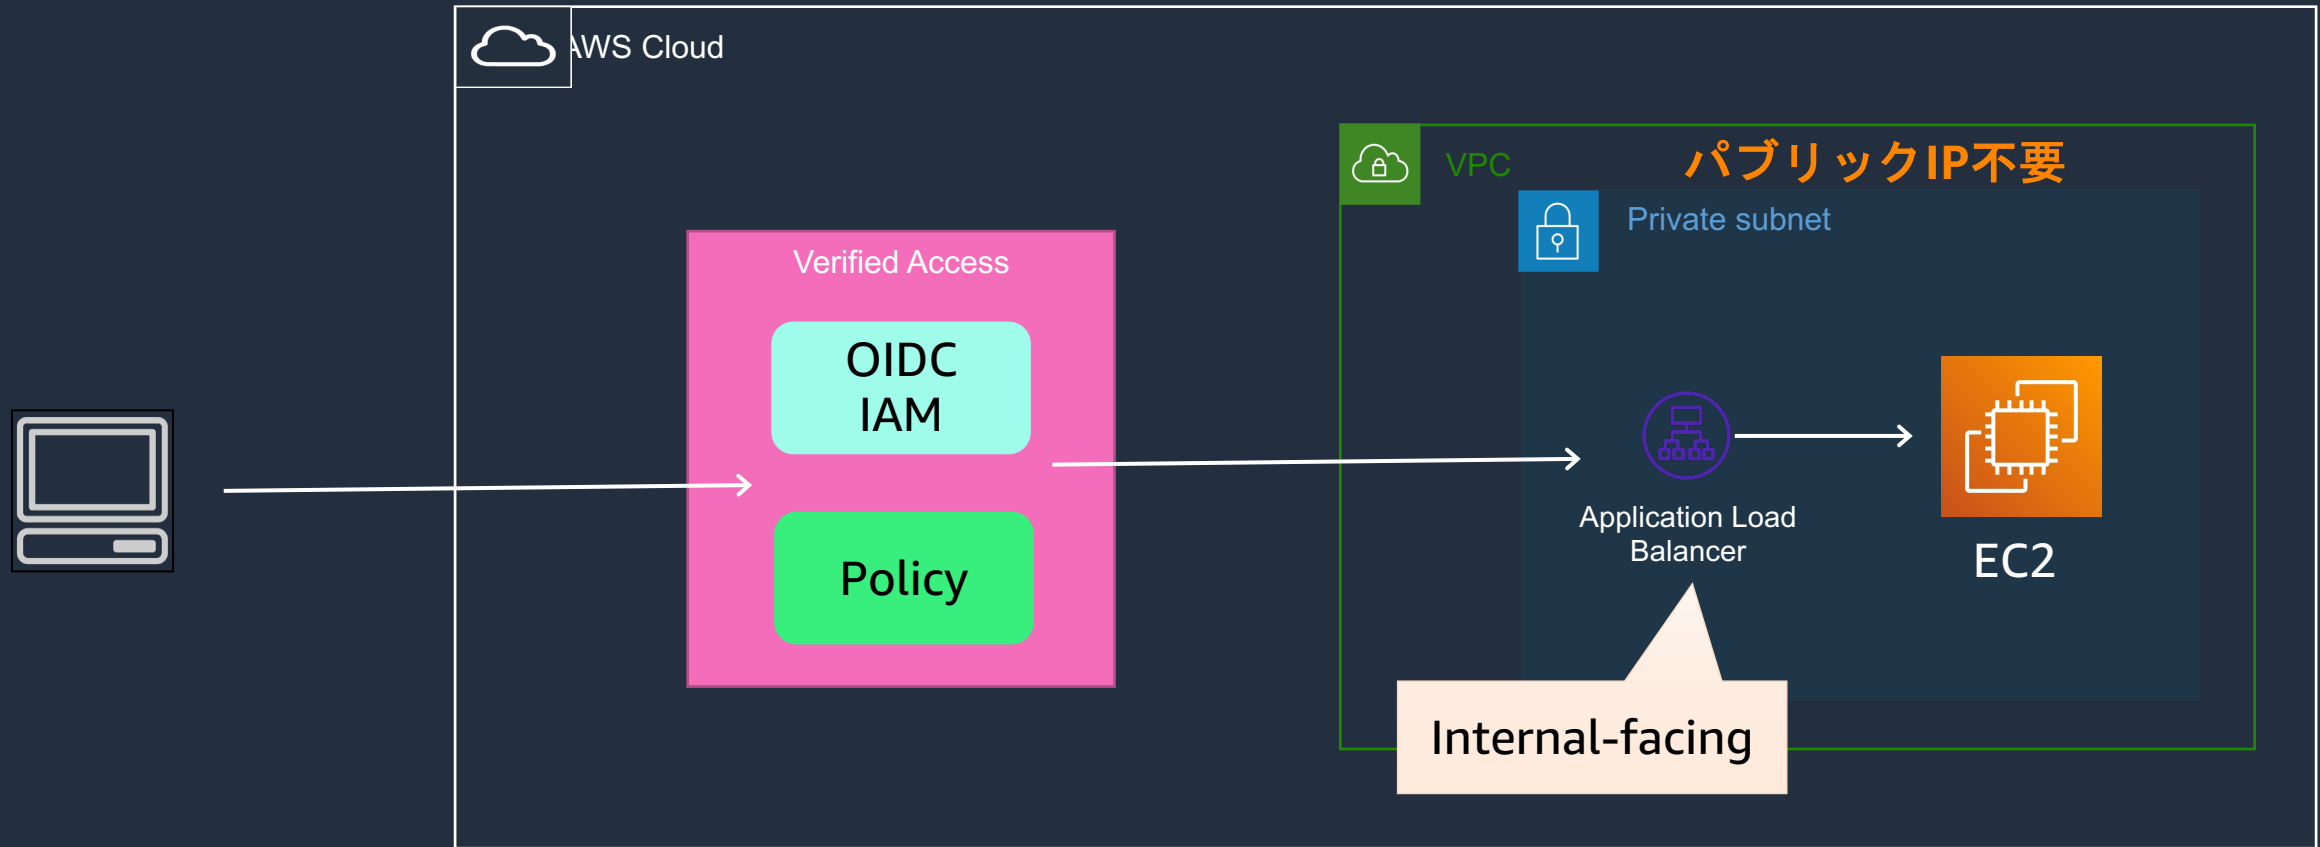 AWS Cloud
VPC
パブリックIP不要
Private subnet
Verified Access
OIDC
IAM
Policy
Application Load
Balancer
EC2
Internal-facing